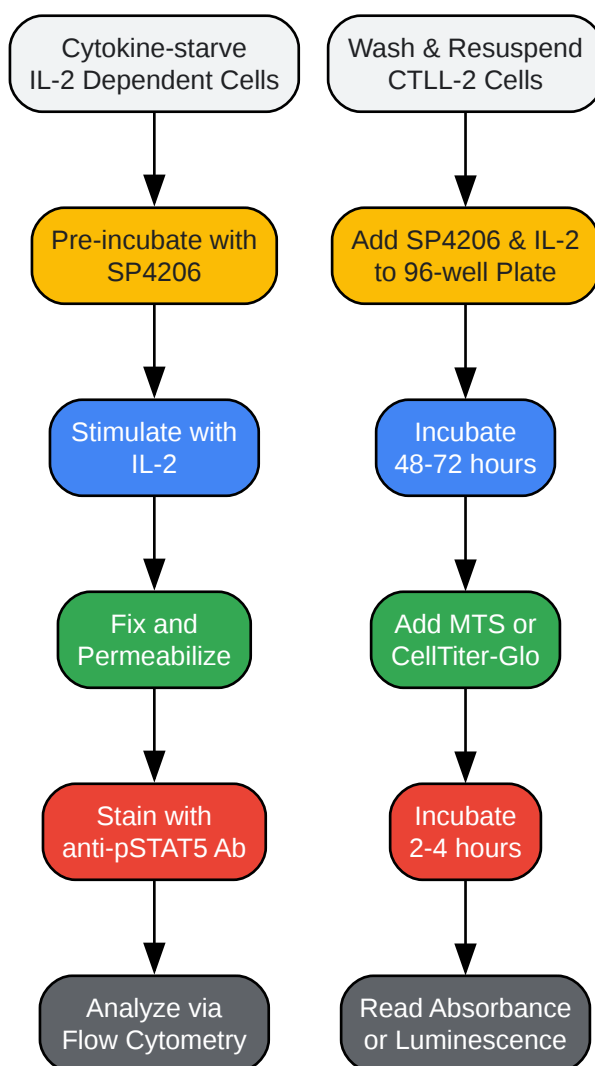 Cytokine-starve
IL-2 Dependent Cells
Pre-incubate with
SP4206
Stimulate with
IL-2
Fix and
Permeabilize
Stain with
anti-pSTAT5 Ab
Analyze via
Flow Cytometry
Wash & Resuspend
CTLL-2 Cells
Add SP4206 & IL-2
to 96-well Plate
Incubate
48-72 hours
Add MTS or
CellTiter-Glo
Incubate
2-4 hours
Read Absorbance
or Luminescence